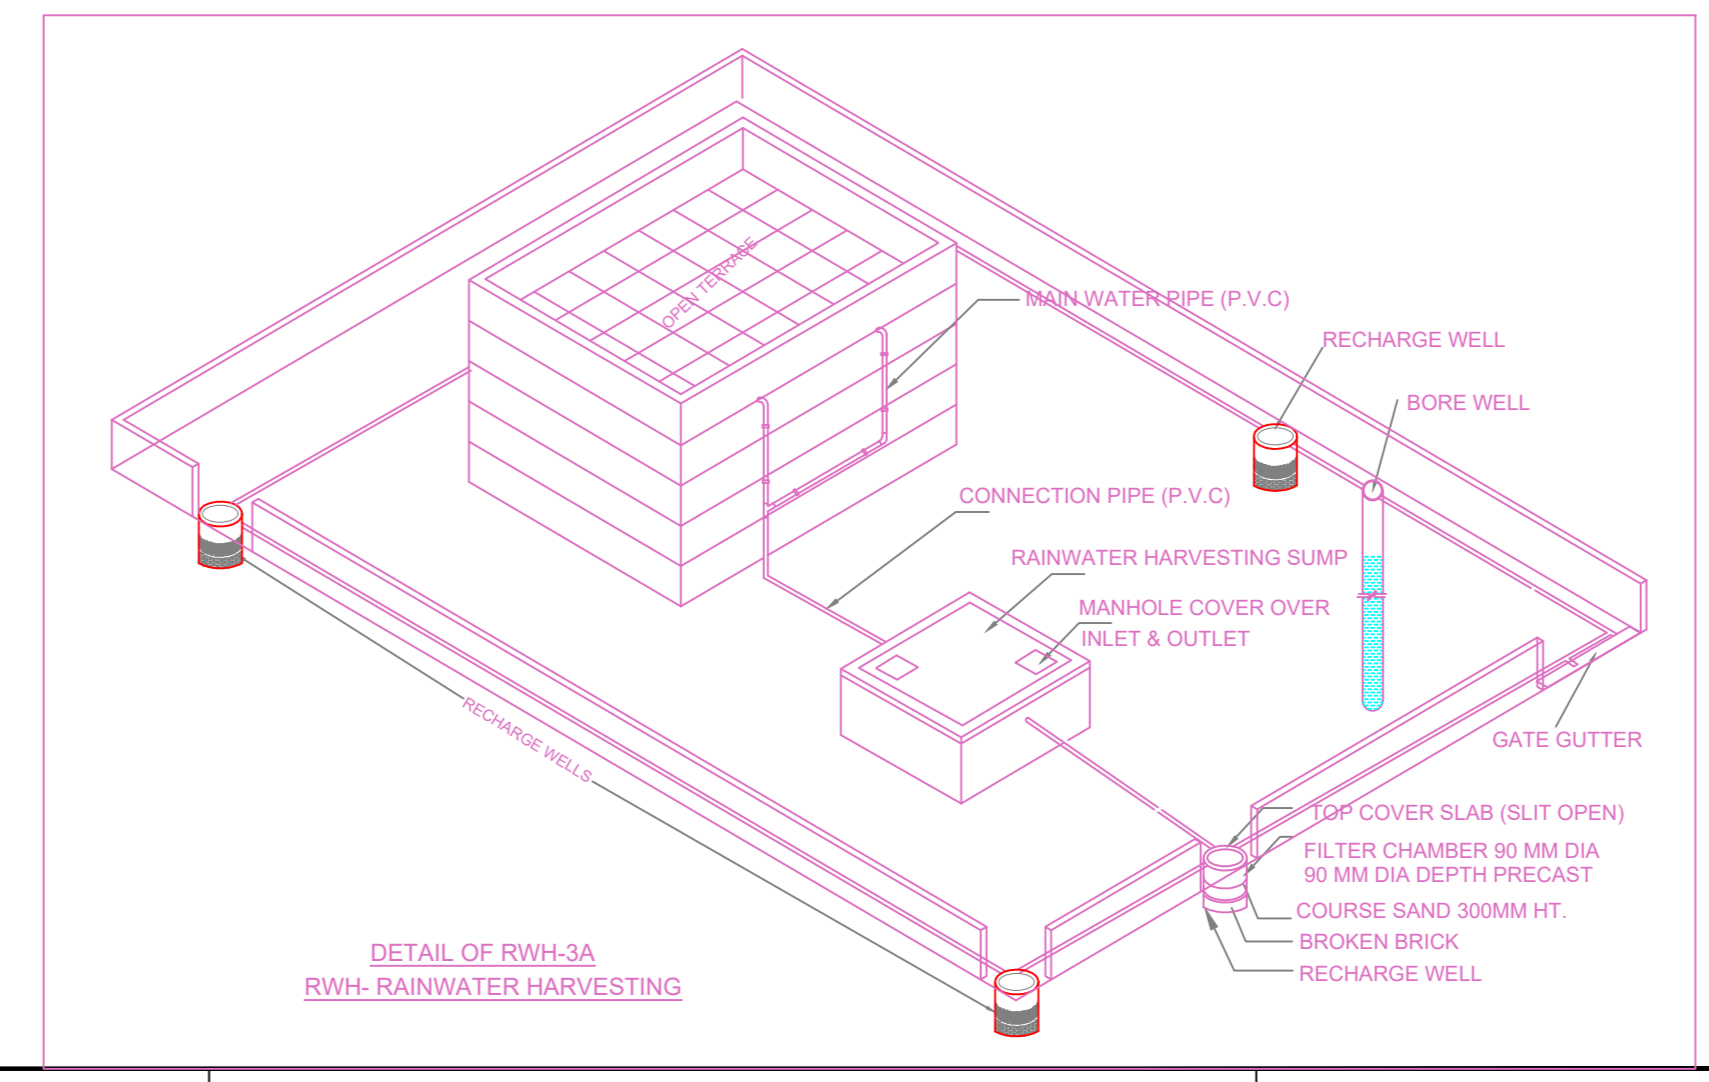 OPEN TERRACE
MAIN WATER PIPE (P.V.C)
RECHARGE WELL
BORE WELL
CONNECTION PIPE (P.V.C)
RAINWATER HARVESTING SUMP
MANHOLE COVER OVER
INLET & OUTLET
RECHARGE WELLS
GATE GUTTER
TOP COVER SLAB (SLIT OPEN)
FILTER CHAMBER 90 MM DIA
90 MM DIA DEPTH PRECAST
COURSE SAND 300MM HT.
BROKEN BRICK
RECHARGE WELL
DETAIL OF RWH-3A
RWH- RAINWATER HARVESTING